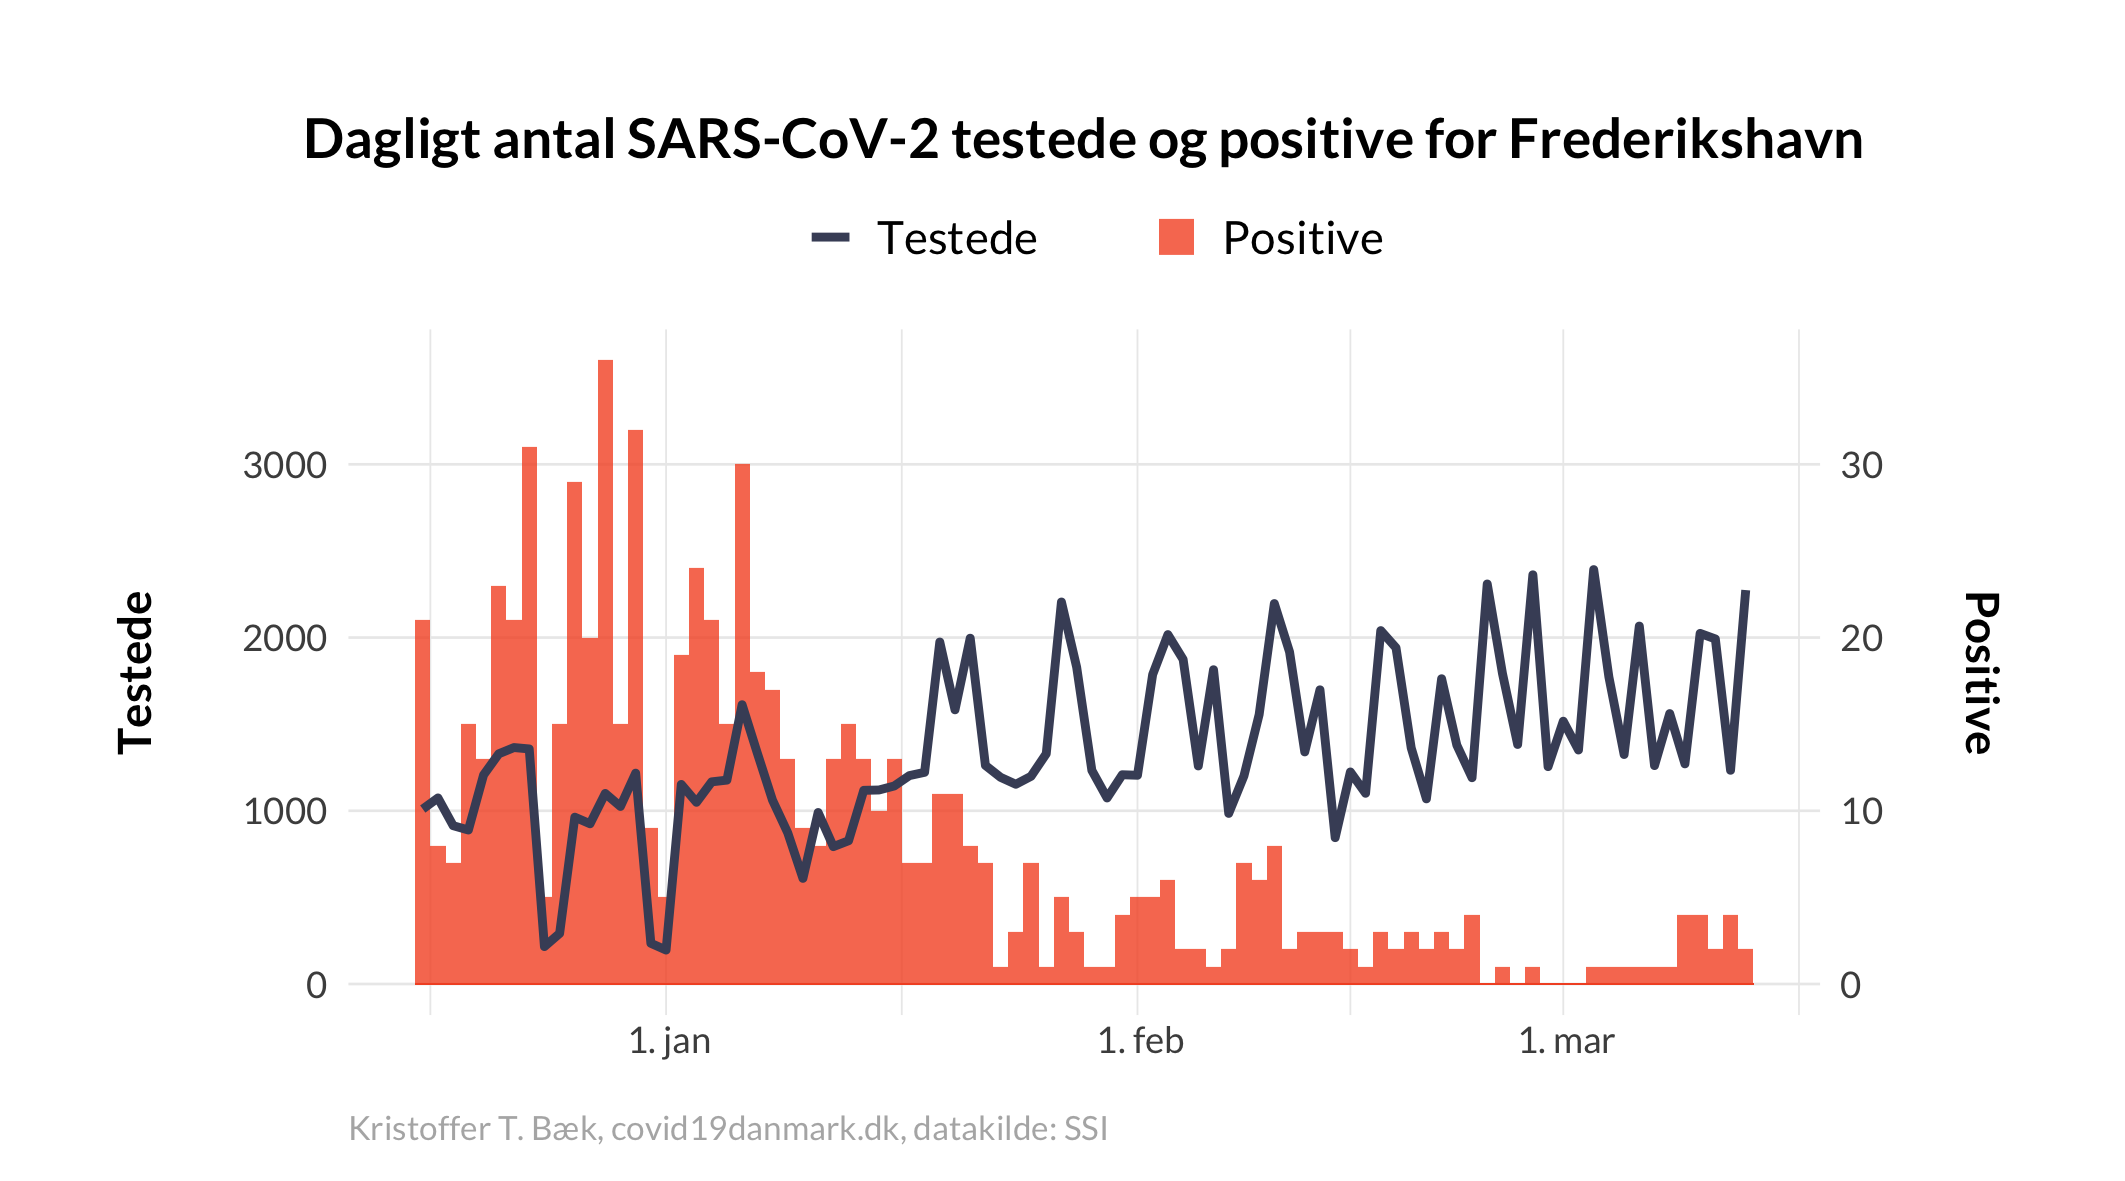 Dagligt antal SARS-CoV-2 testede og positive for Frederikshavn
Testede
Positive
Testede
3000
2000
1000
0
30
20
10
0
Positive
1. jan
1. feb
1. mar
Kristoffer T. Bæk, covid19danmark.dk, datakilde: SSI